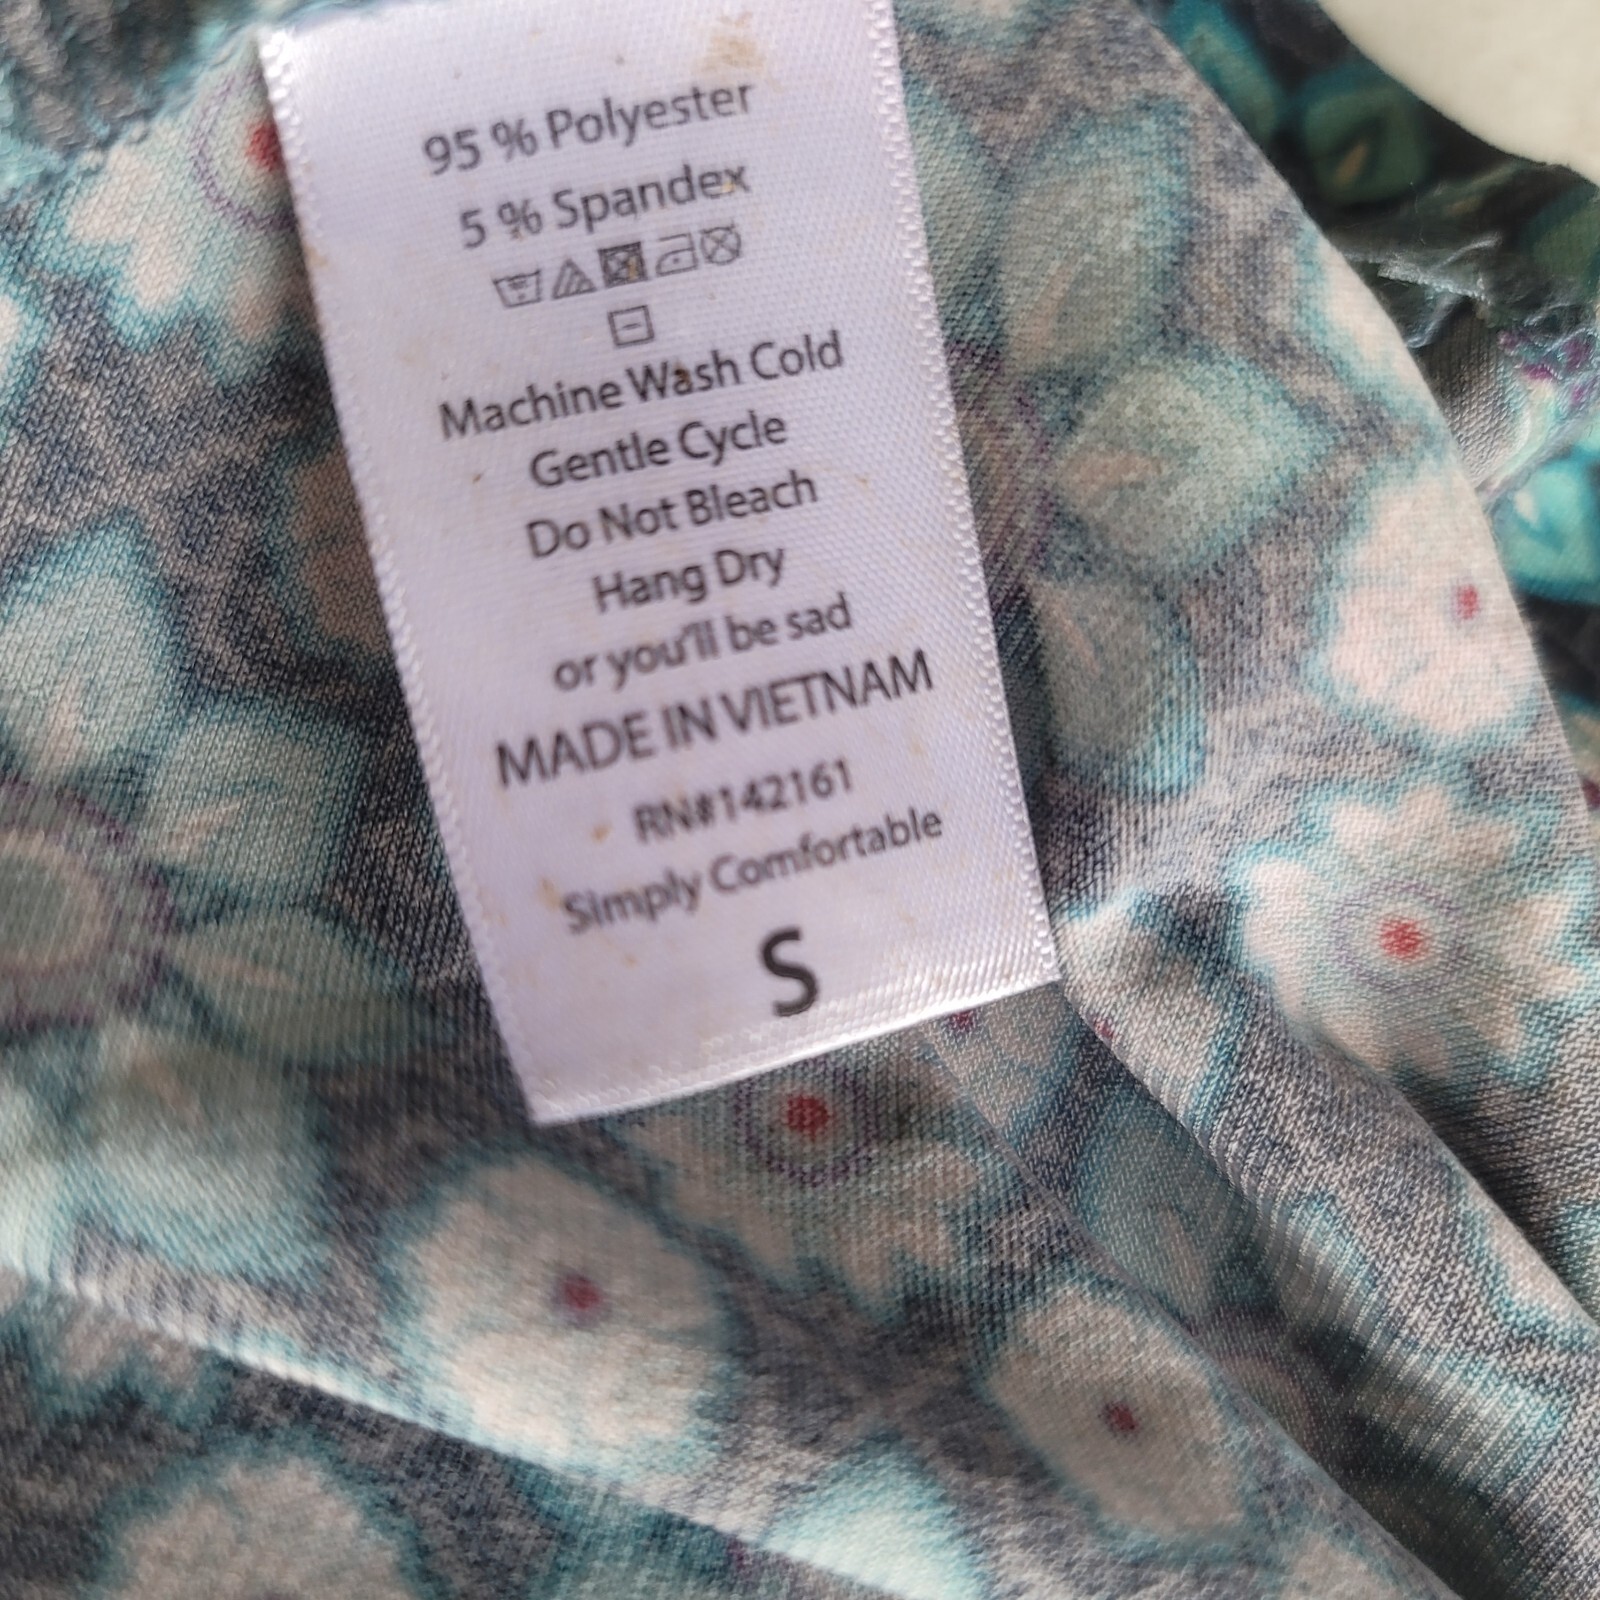 95 % Polyester
5 % Spandex
Machine Wash Cold
Gentle Cycle
Do Not Bleach
Hang Dry
or you'll be sad
MADE IN VIETNAM
RN#142161
Simply Comfortable
S